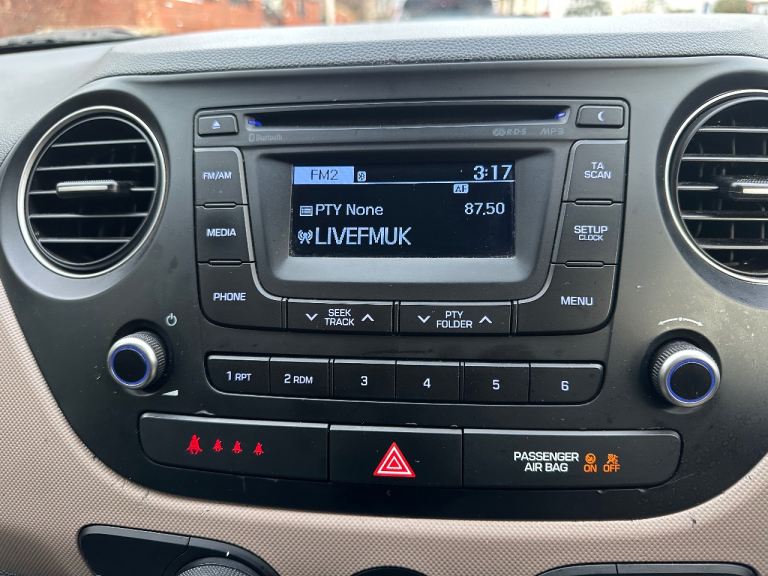 Bluetooth R·D·S MP3
FM/AM
MEDIA
PHONE
FM2 3:17
AF
PTY None 87.50
LIVEFMUK
TA
SCAN
SETUP
CLOCK
MENU
SEEK
TRACK
PTY
FOLDER
1 RPT 2 RDM 3 4 5 6
PASSENGER
AIR BAG
ON OFF